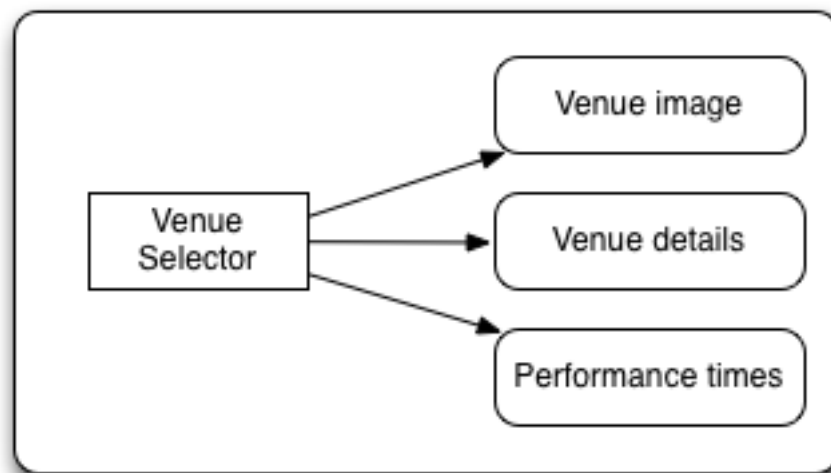 Venue image
Venue
Selector
Venue details
Performance times